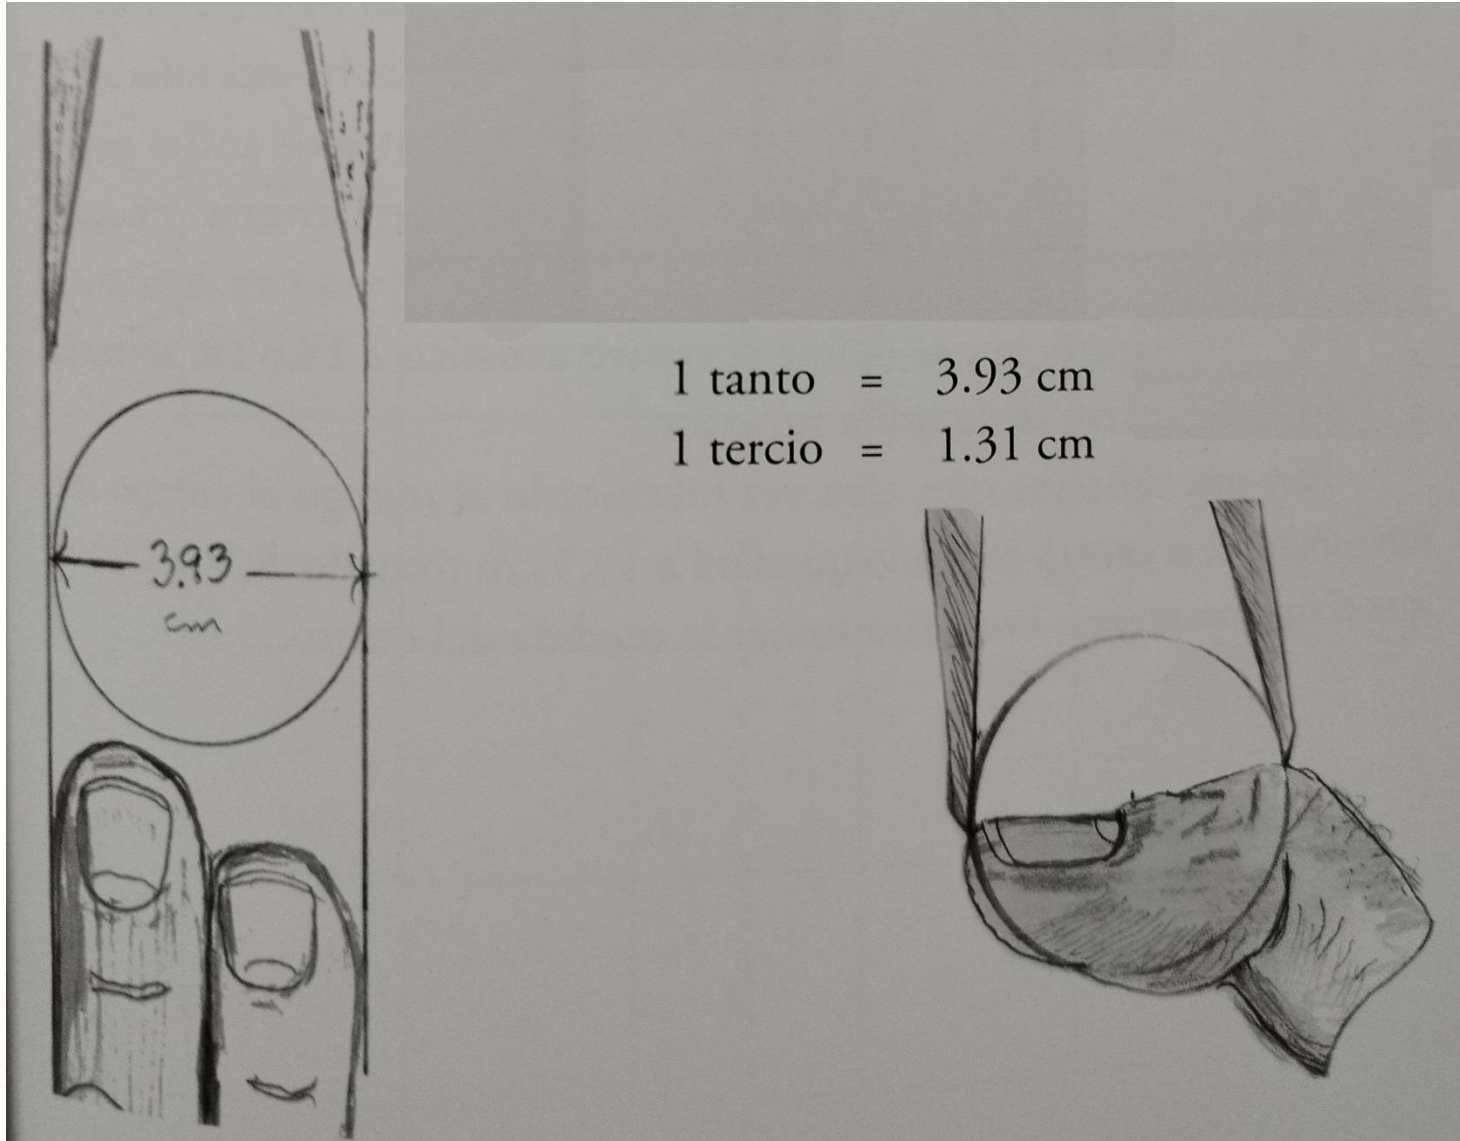 3.93
cm
1 tanto = 3.93 cm
1 tercio = 1.31 cm